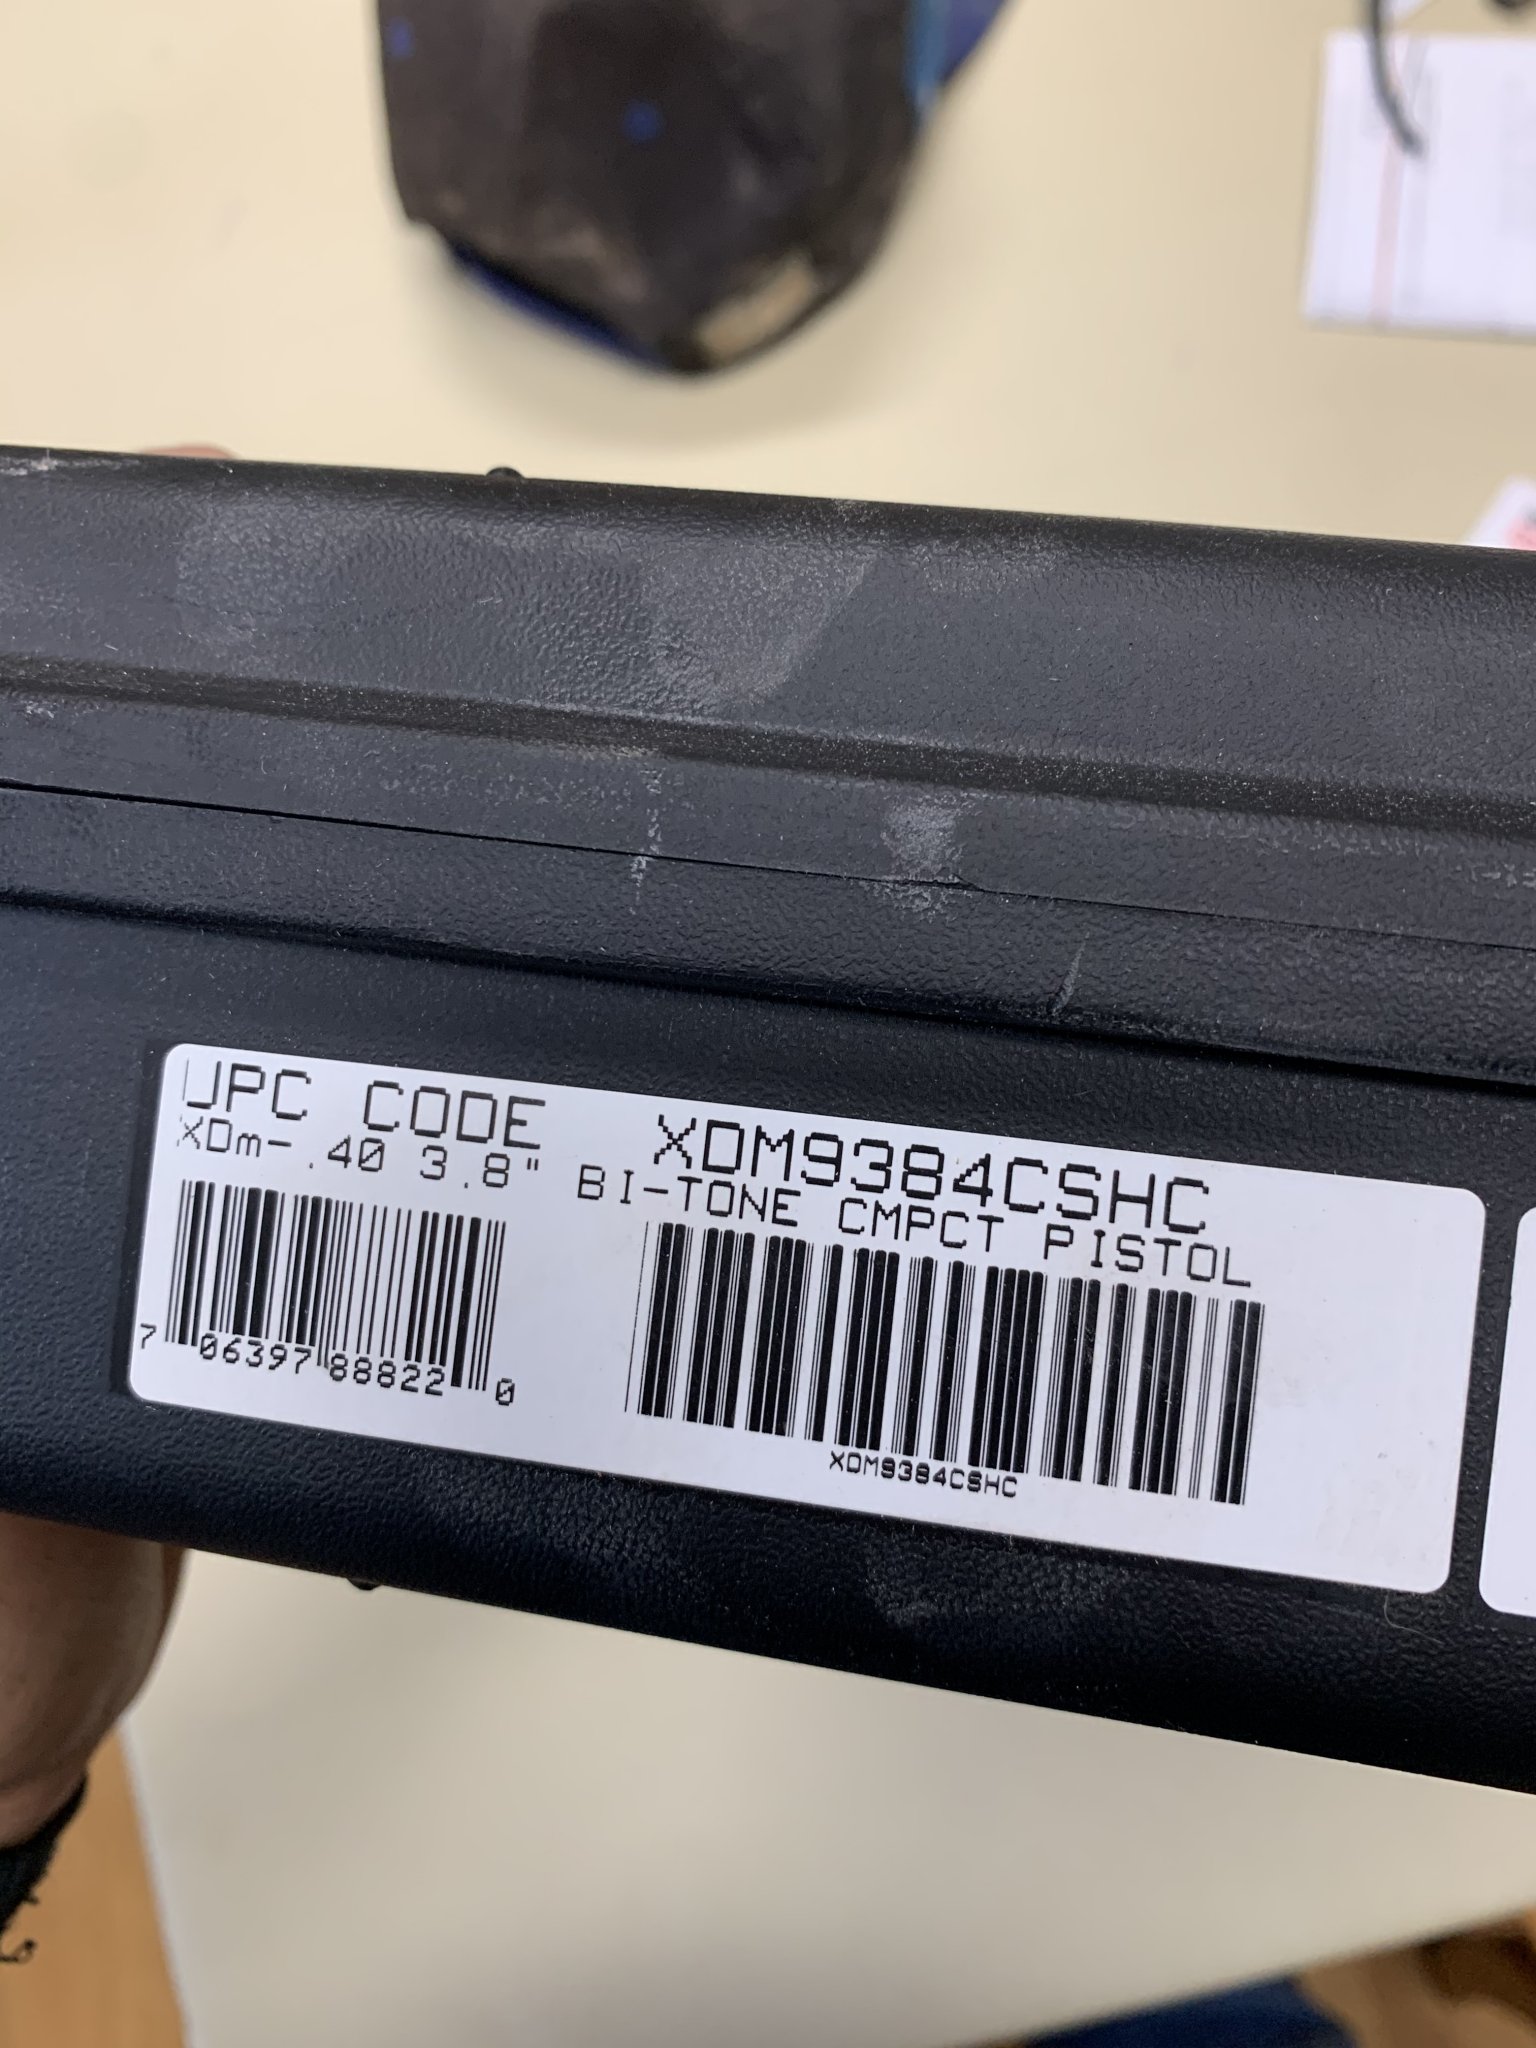 UPC CODE XDM9384CSHC
XDm-.40 3.8" BI-TONE CMPCT PISTOL
7 06397 88822 0
XDM9384CSHC